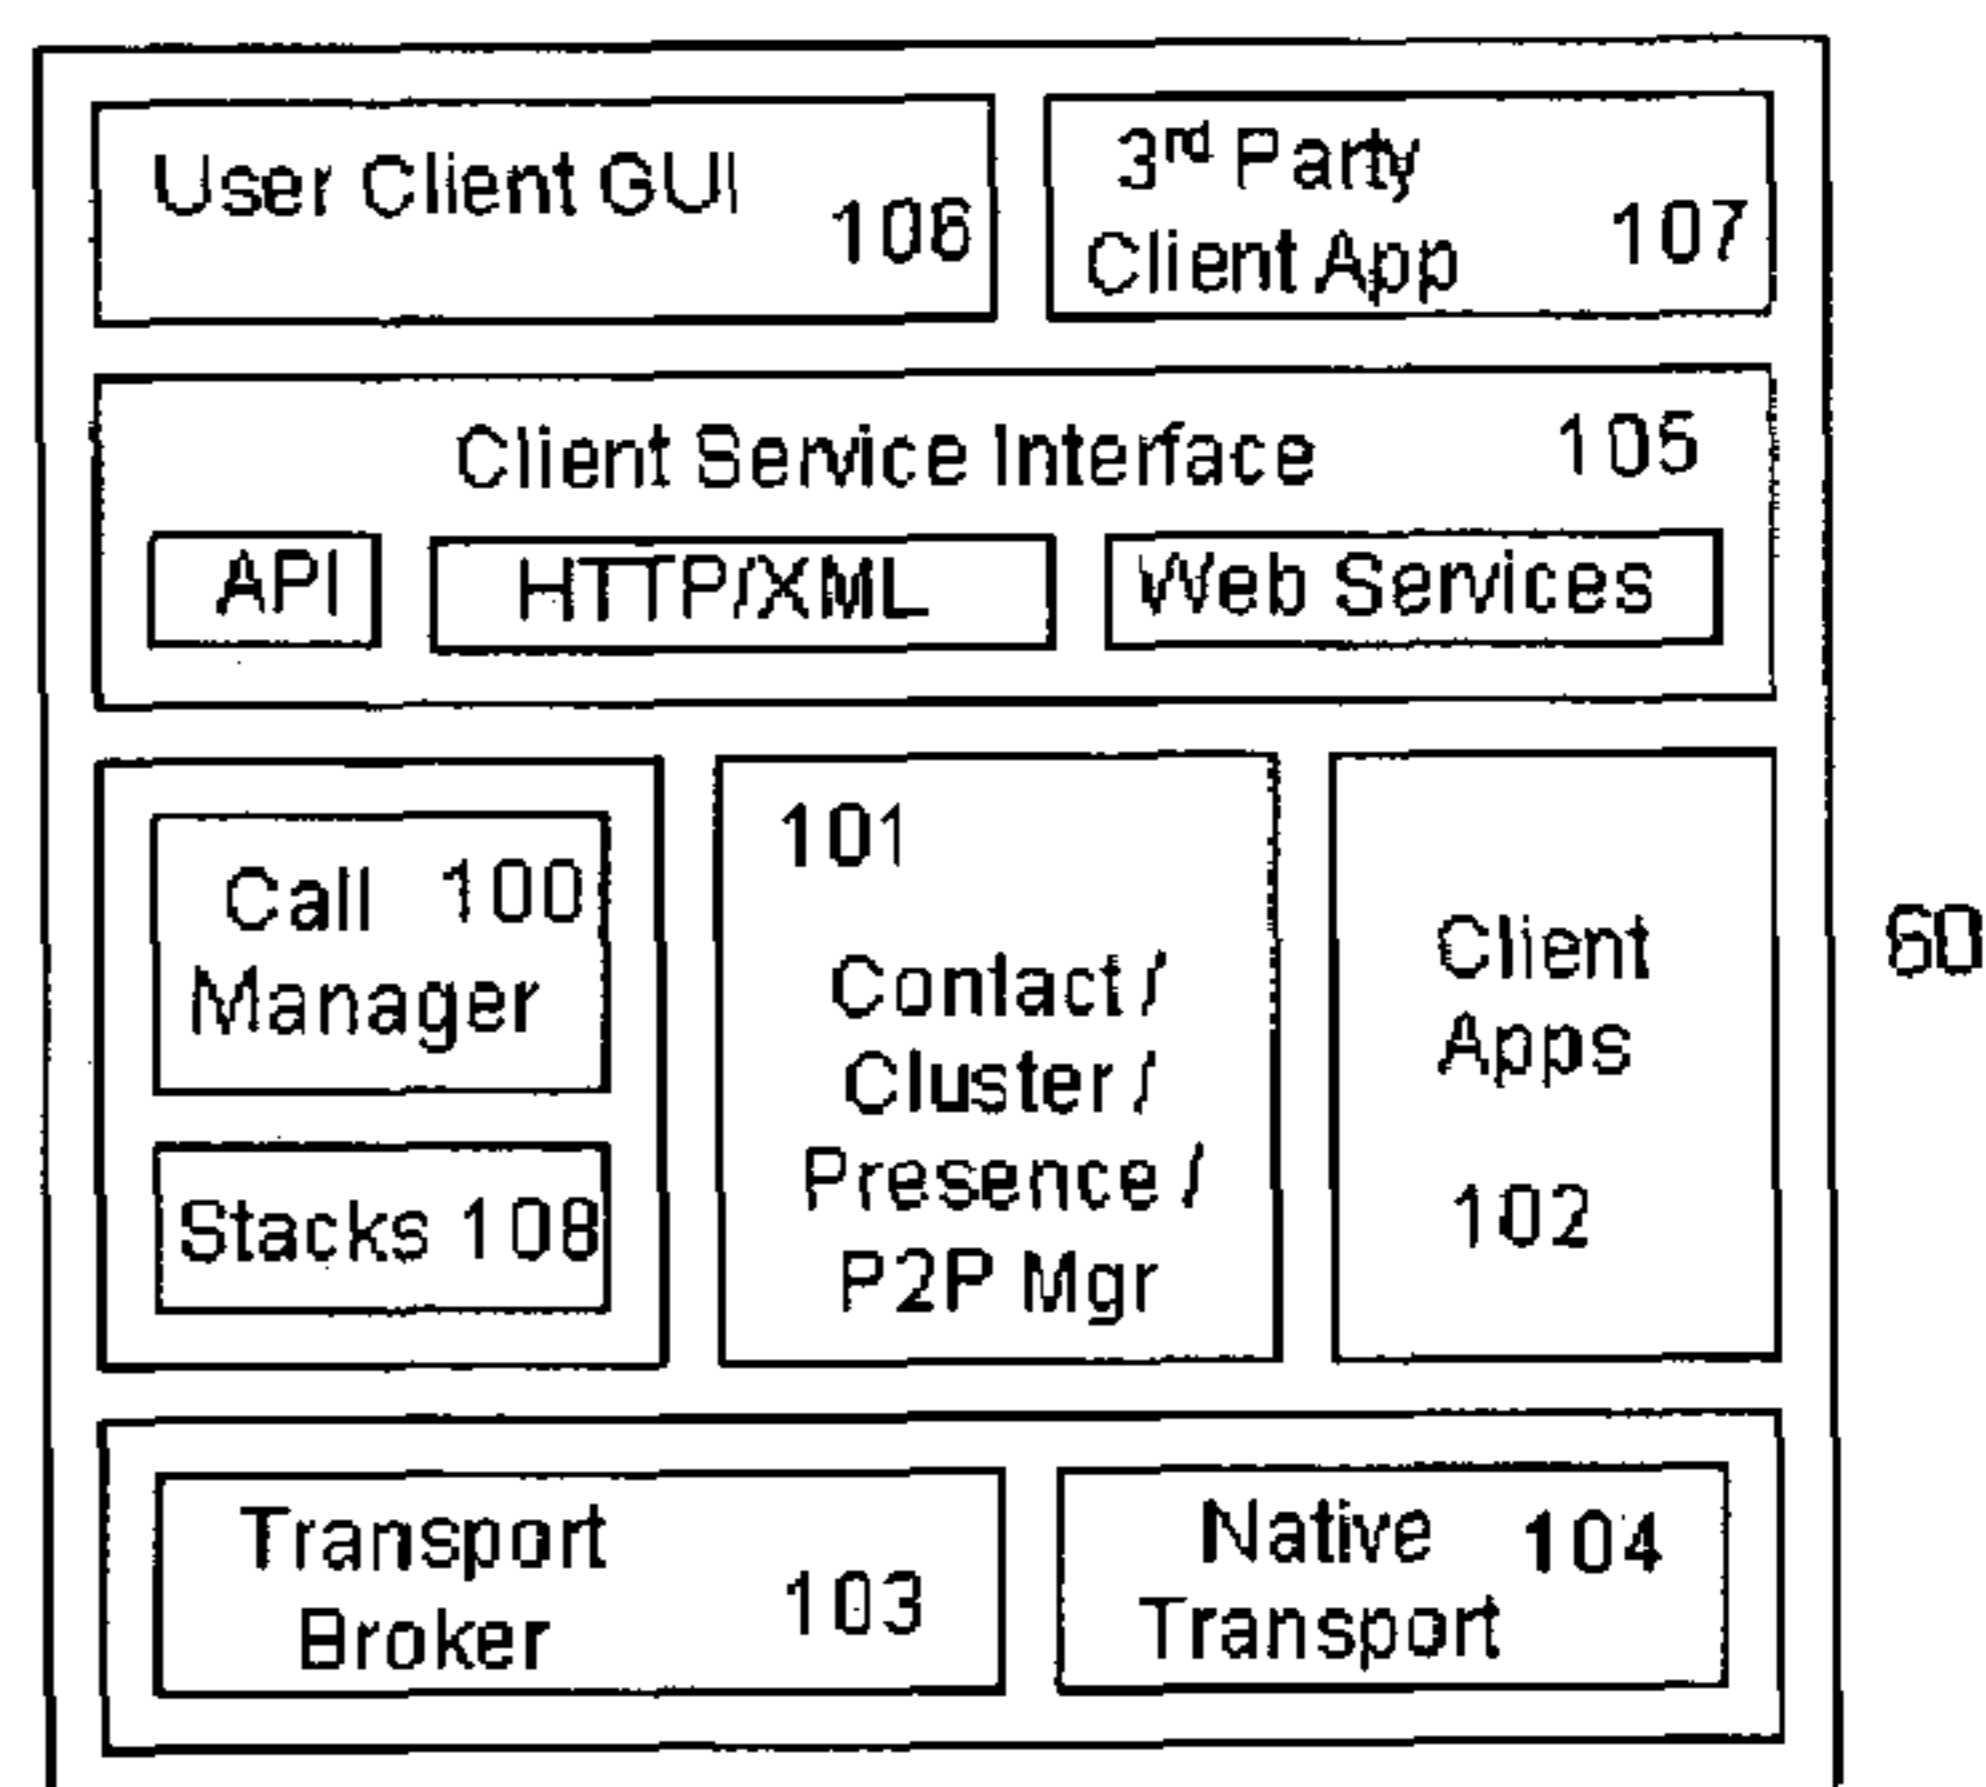 User Client GUI
106
3rd Party
Client App
107
Client Service Interface
105
API
HTTP/XML
Web Services
Call 100
Manager
Stacks 108
101
Contact /
Cluster /
Presence /
P2P Mgr
Client
Apps
102
60
Transport
Broker
103
Native 104
Transport